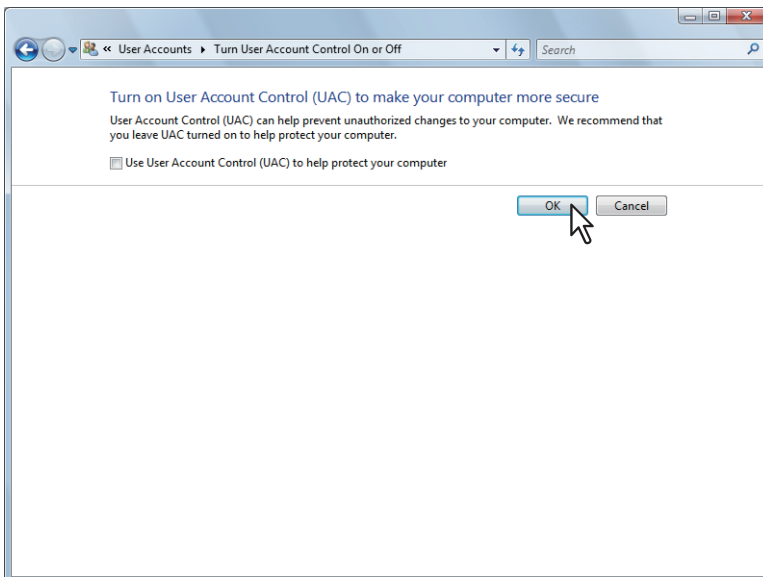 « User Accounts ▸ Turn User Account Control On or Off
Search
Turn on User Account Control (UAC) to make your computer more secure
User Account Control (UAC) can help prevent unauthorized changes to your computer. We recommend that
you leave UAC turned on to help protect your computer.
Use User Account Control (UAC) to help protect your computer
OK
Cancel